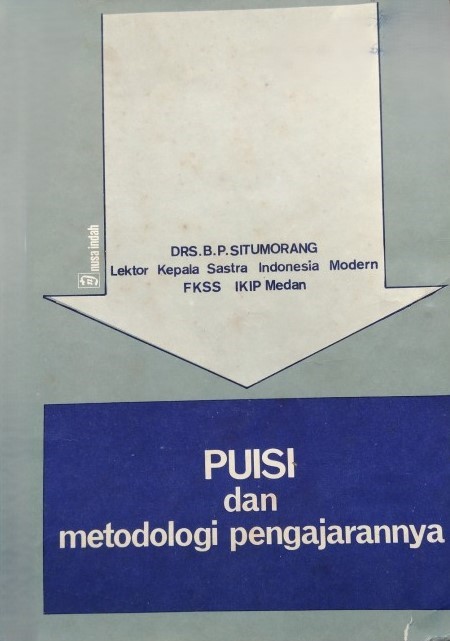 DRS. B.P. SITUMORANG
Lektor Kepala Sastra Indonesia Modern
FKSS IKIP Medan
nusa indah
PUISI
dan
metodologi pengajarannya